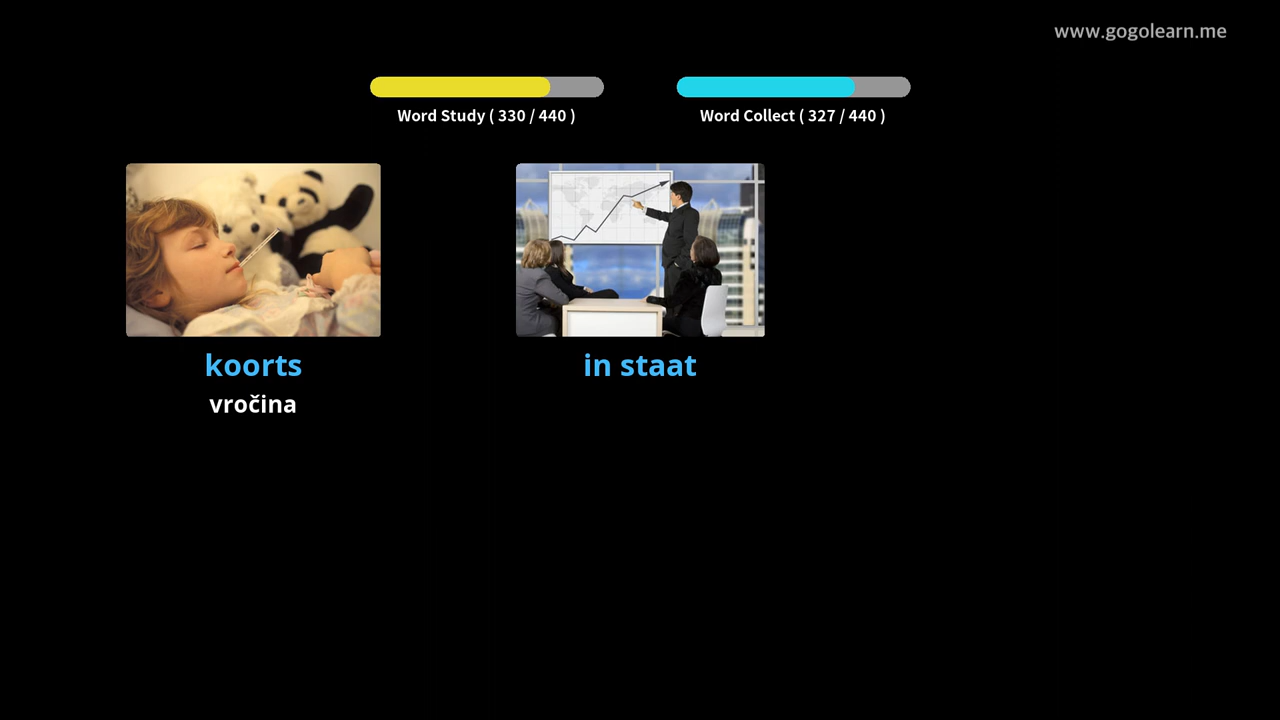 www.gogolearn.me
Word Study ( 330 / 440 )
Word Collect ( 327 / 440 )
koorts
vročina
in staat